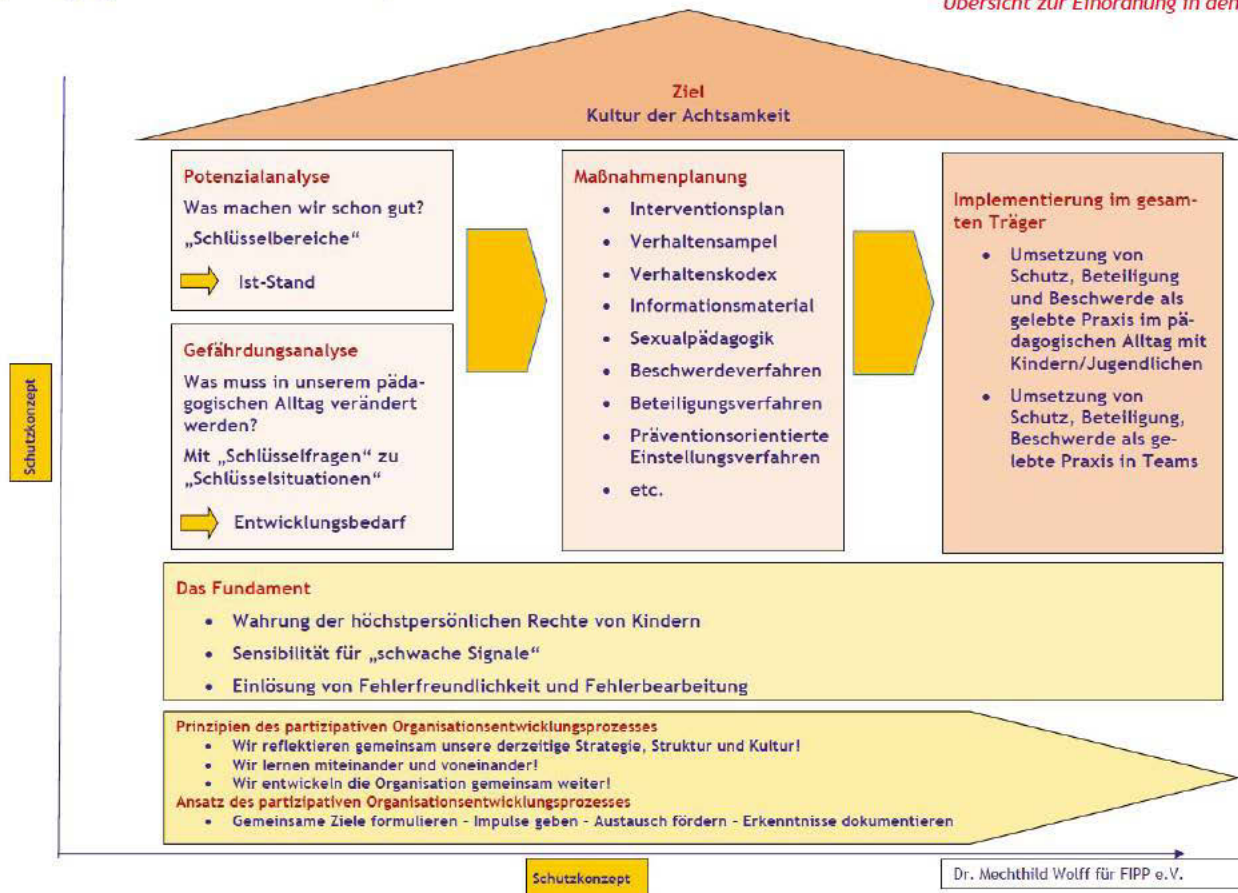 Übersicht zur Einordnung in den
Ziel
Kultur der Achtsamkeit
Potenzialanalyse
Was machen wir schon gut?
„Schlüsselbereiche“
Ist-Stand
Gefährdungsanalyse
Was muss in unserem päda-
gogischen Alltag verändert
werden?
Mit „Schlüsselfragen“ zu
„Schlüsselsituationen“
Entwicklungsbedarf
Maßnahmenplanung
• Interventionsplan
• Verhaltensampel
• Verhaltenskodex
• Informationsmaterial
• Sexualpädagogik
• Beschwerdeverfahren
• Beteiligungsverfahren
• Präventionsorientierte
Einstellungsverfahren
• etc.
Implementierung im gesam-
ten Träger
• Umsetzung von
Schutz, Beteiligung
und Beschwerde als
gelebte Praxis im pä-
dagogischen Alltag mit
Kindern/Jugendlichen
• Umsetzung von
Schutz, Beteiligung,
Beschwerde als ge-
lebte Praxis in Teams
Schutzkonzept
Das Fundament
• Wahrung der höchstpersönlichen Rechte von Kindern
• Sensibilität für „schwache Signale“
• Einlösung von Fehlerfreundlichkeit und Fehlerbearbeitung
Prinzipien des partizipativen Organisationsentwicklungsprozesses
• Wir reflektieren gemeinsam unsere derzeitige Strategie, Struktur und Kultur!
• Wir lernen miteinander und voneinander!
• Wir entwickeln die Organisation gemeinsam weiter!
Ansatz des partizipativen Organisationsentwicklungsprozesses
• Gemeinsame Ziele formulieren – Impulse geben – Austausch fördern – Erkenntnisse dokumentieren
Schutzkonzept
Dr. Mechthild Wolff für FIPP e.V.